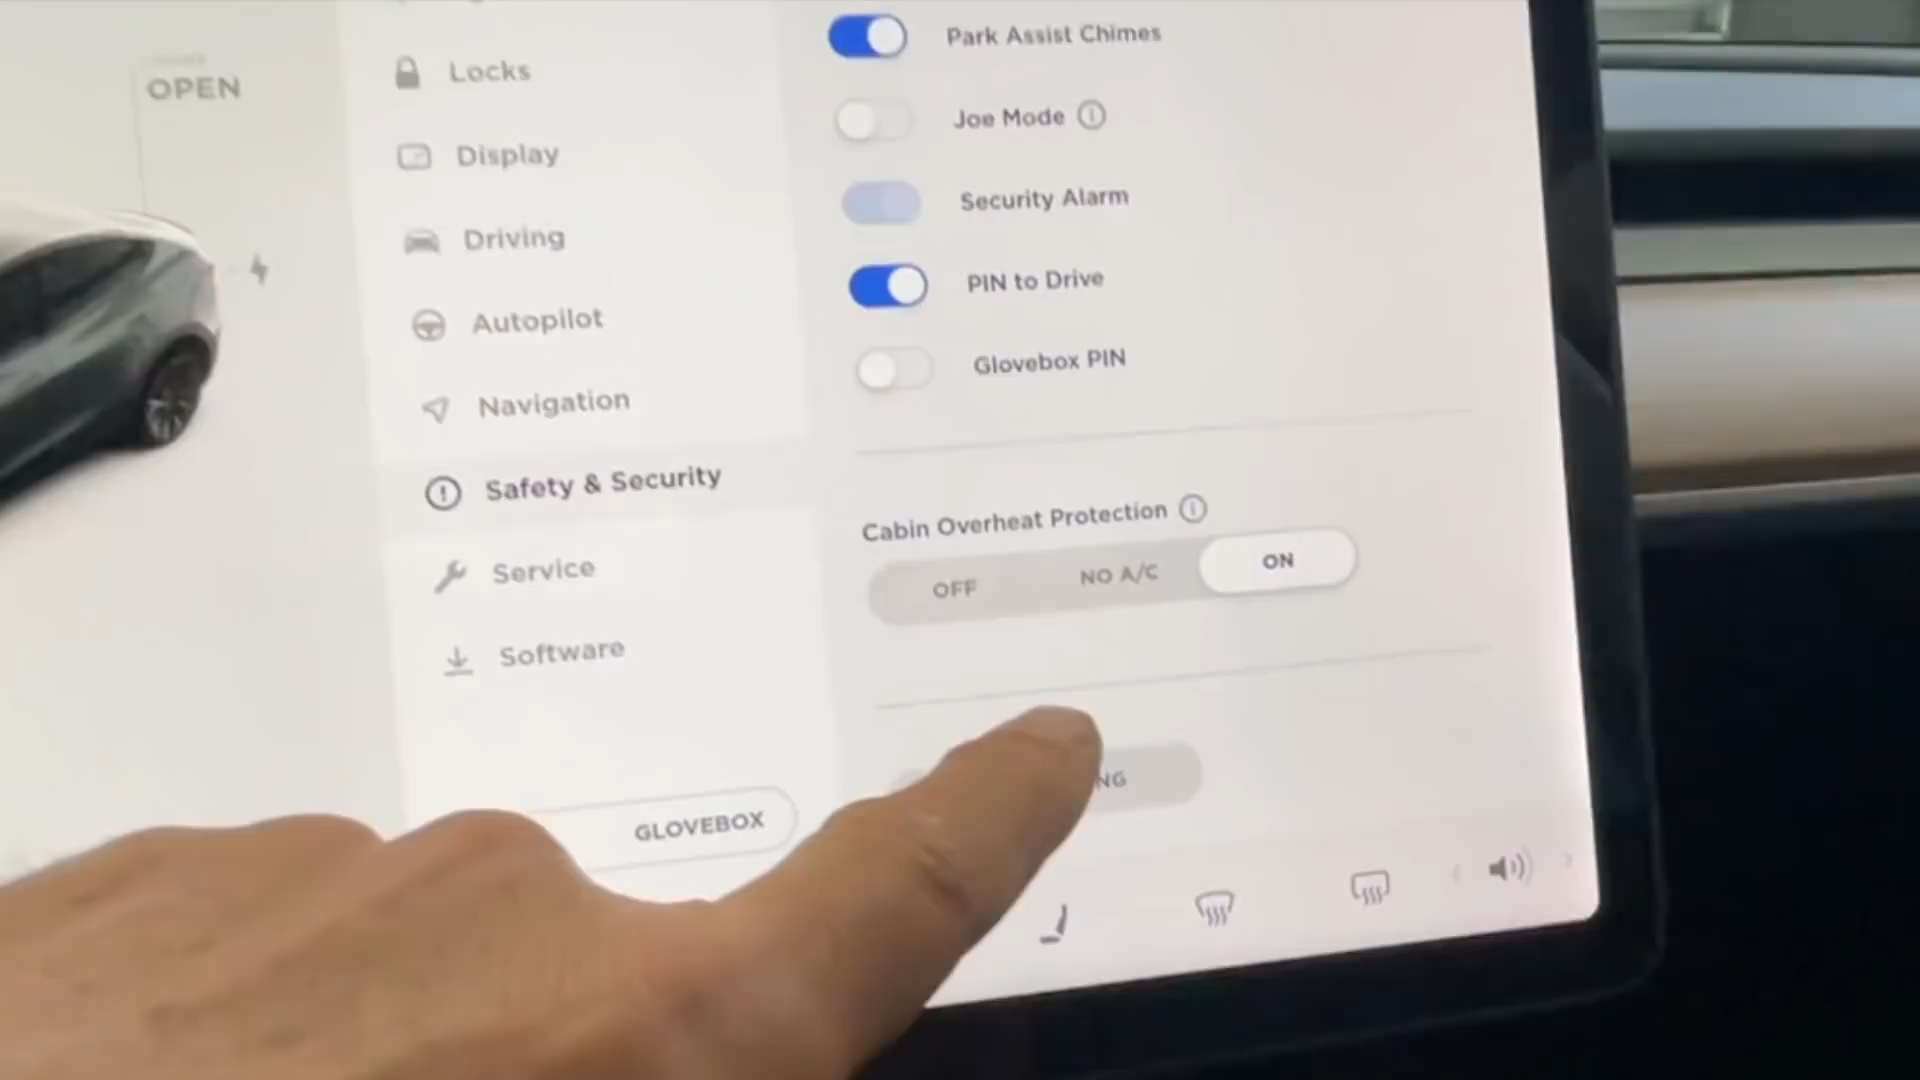 OPEN
Locks
Display
Driving
Autopilot
Navigation
Safety & Security
Service
Software
GLOVEBOX
Park Assist Chimes
Joe Mode
Security Alarm
PIN to Drive
Glovebox PIN
Cabin Overheat Protection
OFF NO A/C ON